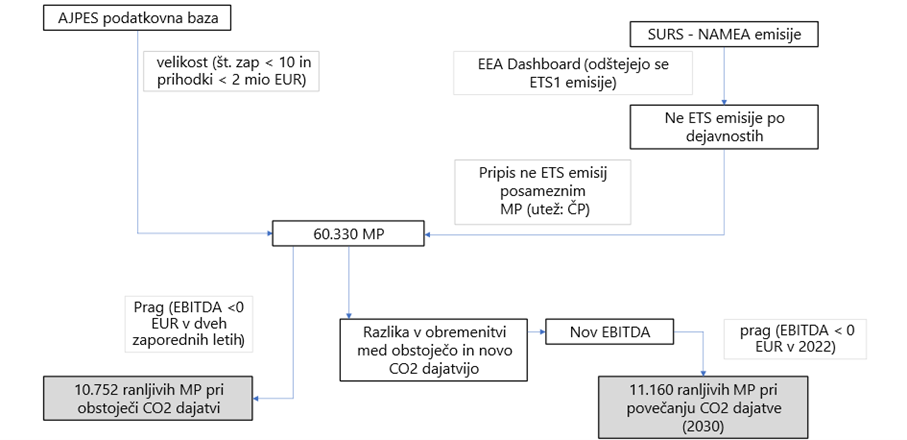 AJPES podatkovna baza
SURS - NAMEA emisije
velikost (št. zap < 10 in
prihodki < 2 mio EUR)
EEA Dashboard (odštejejo se
ETS1 emisije)
Ne ETS emisije po
dejavnostih
Pripis ne ETS emisij
posameznim
MP (utež: ČP)
60.330 MP
Prag (EBITDA <0
EUR v dveh
zaporednih letih)
Razlika v obremenitvi
med obstoječo in novo
CO2 dajatvijo
Nov EBITDA
prag (EBITDA < 0
EUR v 2022)
10.752 ranljivih MP pri
obstoječi CO2 dajatvi
11.160 ranljivih MP pri
povečanju CO2 dajatve
(2030)